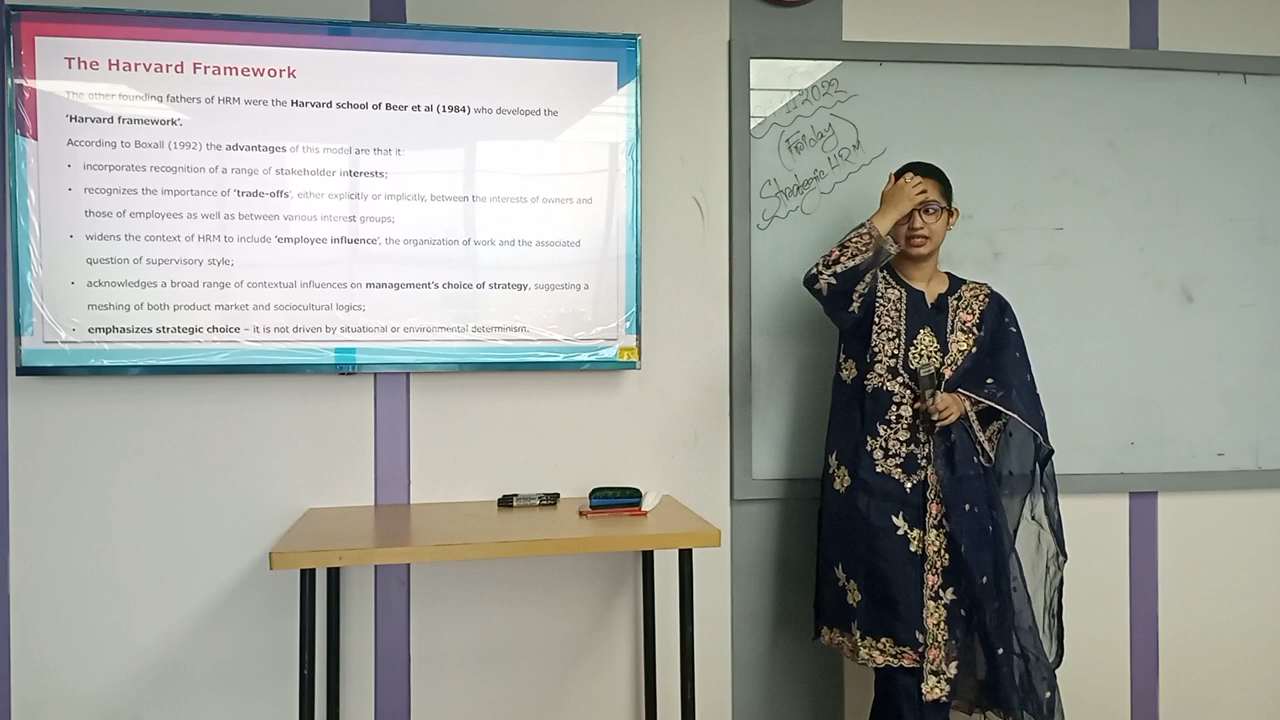 The Harvard Framework
The other founding fathers of HRM were the Harvard school of Beer et al (1984) who developed the
‘Harvard framework’.
According to Boxall (1992) the advantages of this model are that it:
• incorporates recognition of a range of stakeholder interests;
• recognizes the importance of ‘trade-offs’, either explicitly or implicitly, between the interests of owners and
those of employees as well as between various interest groups;
• widens the context of HRM to include ‘employee influence’, the organization of work and the associated
question of supervisory style;
• acknowledges a broad range of contextual influences on management’s choice of strategy, suggesting a
meshing of both product market and sociocultural logics;
• emphasizes strategic choice – it is not driven by situational or environmental determinism.
2022
(Friday)
Strategic HRM